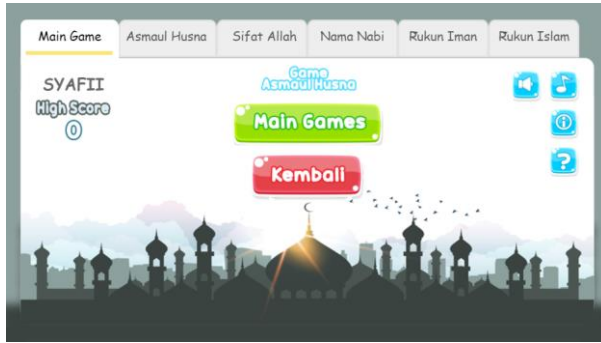 Main Game
Asmaul Husna
Sifat Allah
Nama Nabi
Rukun Iman
Rukun Islam
SYAFII
High Score
0
Game
Asmaul Husna
Main Games
Kembali
i
?